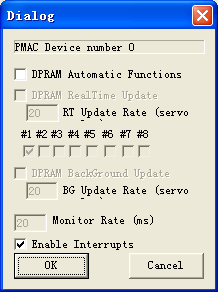 Dialog
PMAC Device number 0
DPRAM Automatic Functions
DPRAM RealTime Update
20 RT Update Rate (servo
#1 #2 #3 #4 #5 #6 #7 #8
DPRAM BackGround Update
20 BG Update Rate (servo
20 Monitor Rate (ms)
Enable Interrupts
OK Cancel